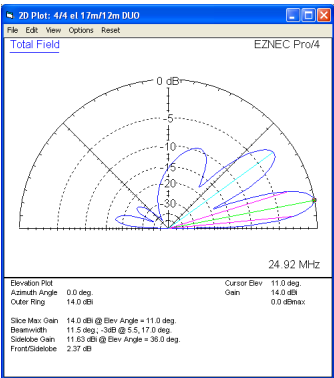 2D Plot: 4/4 el 17m/12m DUO
File Edit View Options Reset
Total Field EZNEC Pro/4
0 dB
-5
-10
-15
-20
-30
24.92 MHz
Elevation Plot Cursor Elev 11.0 deg.
Azimuth Angle 0.0 deg. Gain 14.0 dBi
Outer Ring 14.0 dBi 0.0 dBmax
Slice Max Gain 14.0 dBi @ Elev Angle = 11.0 deg.
Beamwidth 11.5 deg.; -3dB @ 5.5, 17.0 deg.
Sidelobe Gain 11.63 dBi @ Elev Angle = 36.0 deg.
Front/Sidelobe 2.37 dB